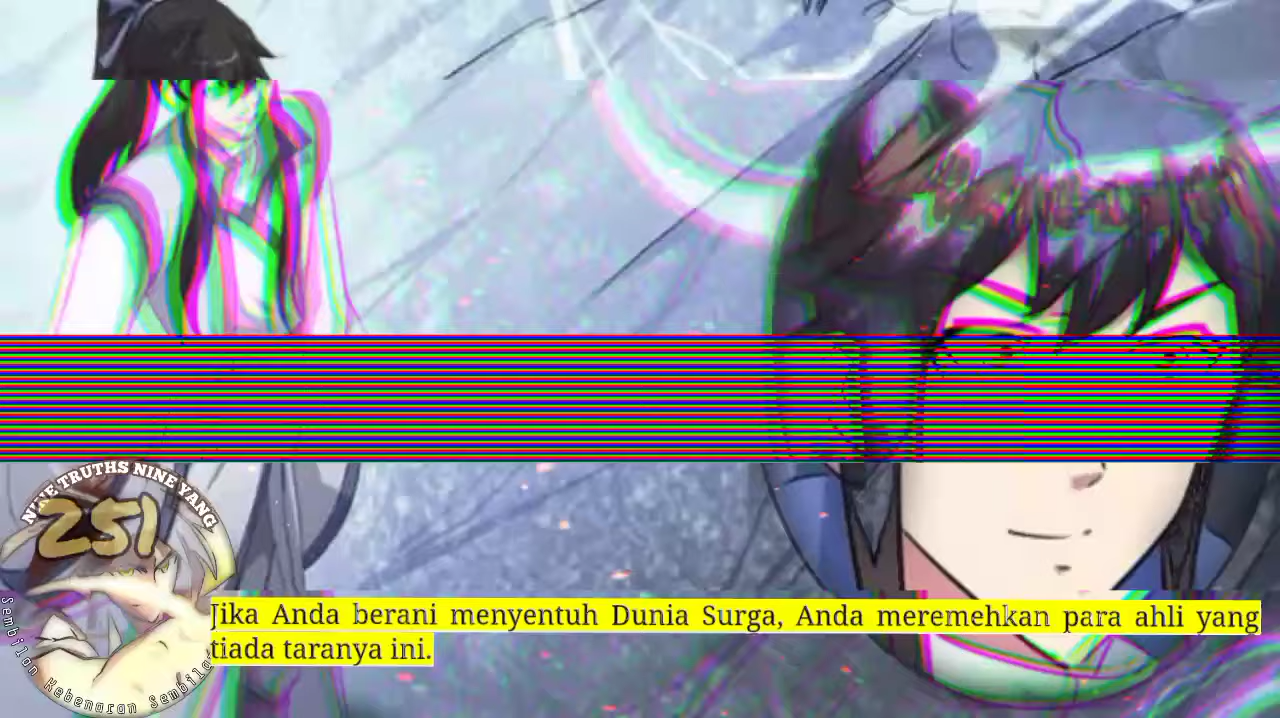 NINE TRUTHS NINE YANG
251
Sembilan Kebenaran Sembilan
Jika Anda berani menyentuh Dunia Surga, Anda meremehkan para ahli yang
tiada taranya ini.